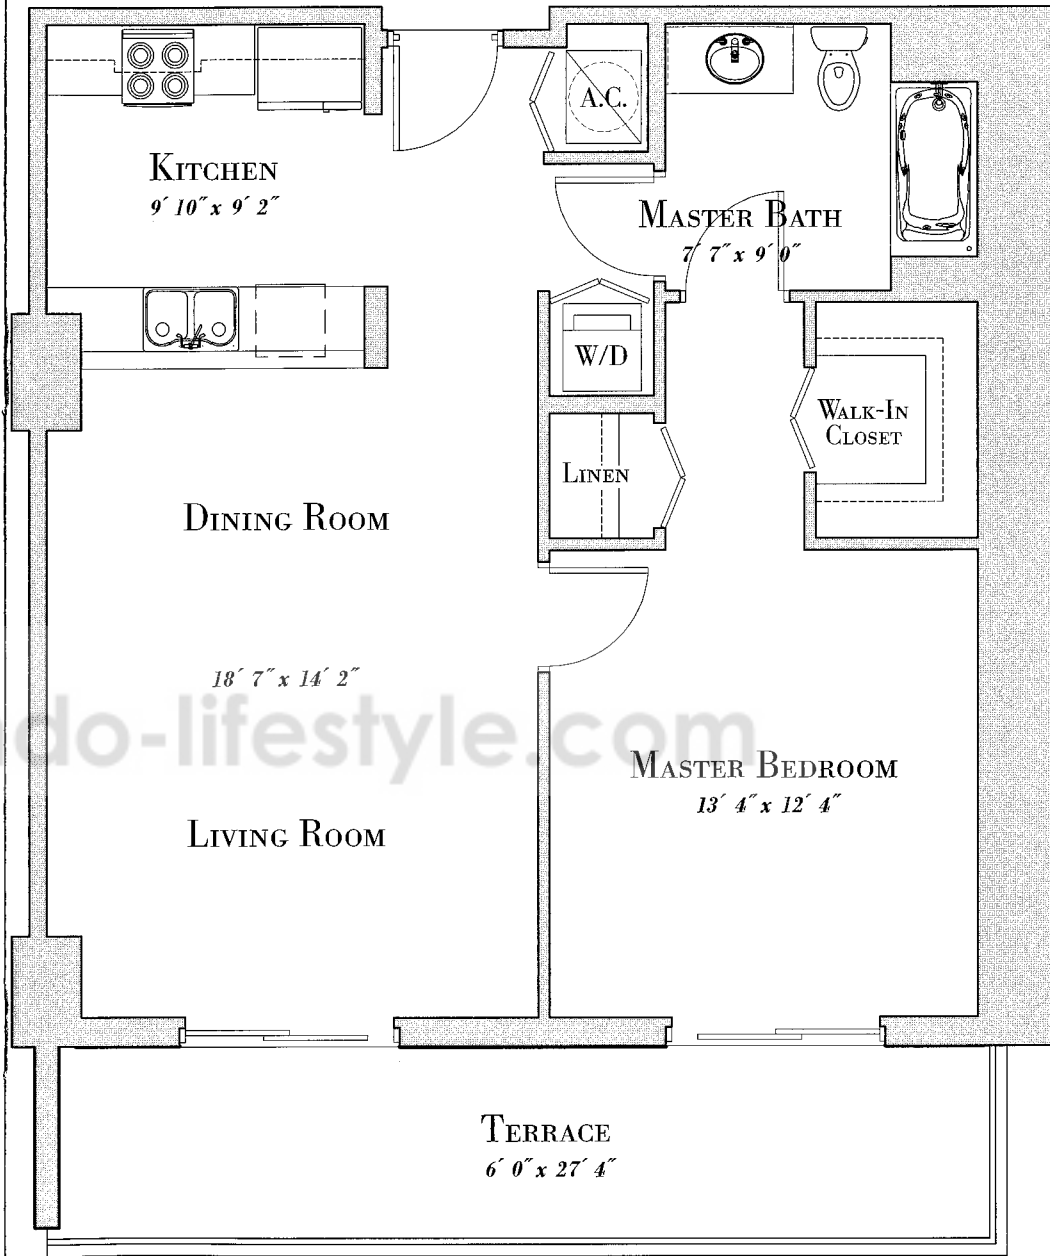 A.C.
KITCHEN
9' 10" x 9' 2"
MASTER BATH
7' 7" x 9' 0"
W/D
WALK-IN
CLOSET
LINEN
DINING ROOM
18' 7" x 14' 2"
do-lifestyle.com
MASTER BEDROOM
13' 4" x 12' 4"
LIVING ROOM
TERRACE
6' 0" x 27' 4"